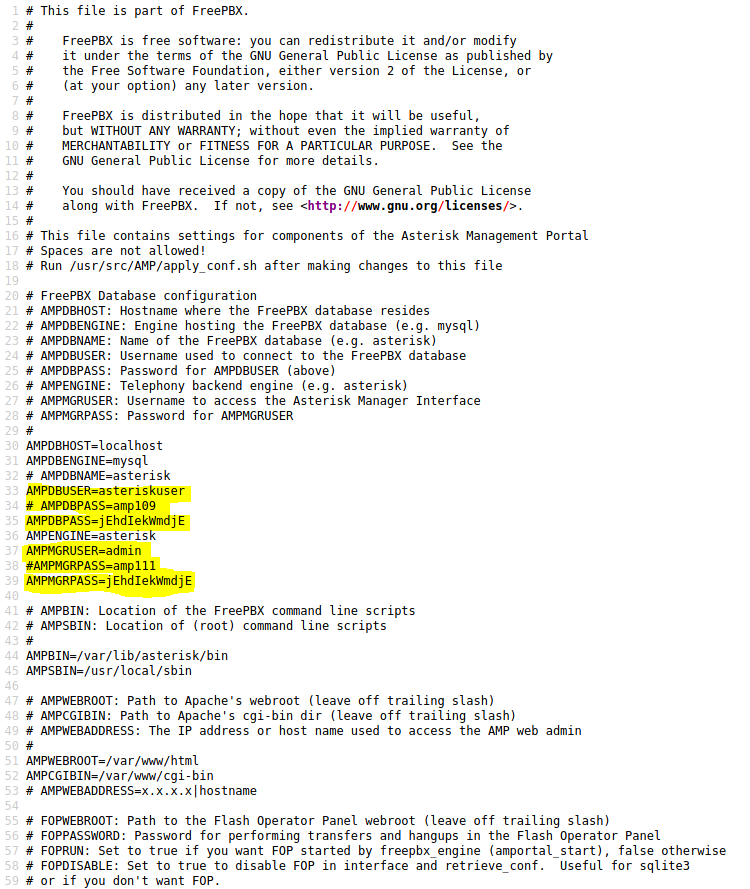 1 # This file is part of FreePBX.
2 #
3 #    FreePBX is free software: you can redistribute it and/or modify
4 #    it under the terms of the GNU General Public License as published by
5 #    the Free Software Foundation, either version 2 of the License, or
6 #    (at your option) any later version.
7 #
8 #    FreePBX is distributed in the hope that it will be useful,
9 #    but WITHOUT ANY WARRANTY; without even the implied warranty of
10 #    MERCHANTABILITY or FITNESS FOR A PARTICULAR PURPOSE.  See the
11 #    GNU General Public License for more details.
12 #
13 #    You should have received a copy of the GNU General Public License
14 #    along with FreePBX.  If not, see <http://www.gnu.org/licenses/>.
15 #
16 # This file contains settings for components of the Asterisk Management Portal
17 # Spaces are not allowed!
18 # Run /usr/src/AMP/apply_conf.sh after making changes to this file
19
20 # FreePBX Database configuration
21 # AMPDBHOST: Hostname where the FreePBX database resides
22 # AMPDBENGINE: Engine hosting the FreePBX database (e.g. mysql)
23 # AMPDBNAME: Name of the FreePBX database (e.g. asterisk)
24 # AMPDBUSER: Username used to connect to the FreePBX database
25 # AMPDBPASS: Password for AMPDBUSER (above)
26 # AMPENGINE: Telephony backend engine (e.g. asterisk)
27 # AMPMGRUSER: Username to access the Asterisk Manager Interface
28 # AMPMGRPASS: Password for AMPMGRUSER
29 #
30 AMPDBHOST=localhost
31 AMPDBENGINE=mysql
32 # AMPDBNAME=asterisk
33 AMPDBUSER=asteriskuser
34 # AMPDBPASS=amp109
35 AMPDBPASS=jEhdIekWmdjE
36 AMPENGINE=asterisk
37 AMPMGRUSER=admin
38 #AMPMGRPASS=amp111
39 AMPMGRPASS=jEhdIekWmdjE
40
41 # AMPBIN: Location of the FreePBX command line scripts
42 # AMPSBIN: Location of (root) command line scripts
43 #
44 AMPBIN=/var/lib/asterisk/bin
45 AMPSBIN=/usr/local/sbin
46
47 # AMPWEBROOT: Path to Apache's webroot (leave off trailing slash)
48 # AMPCGIBIN: Path to Apache's cgi-bin dir (leave off trailing slash)
49 # AMPWEBADDRESS: The IP address or host name used to access the AMP web admin
50 #
51 AMPWEBROOT=/var/www/html
52 AMPCGIBIN=/var/www/cgi-bin
53 # AMPWEBADDRESS=x.x.x.x|hostname
54
55 # FOPWEBROOT: Path to the Flash Operator Panel webroot (leave off trailing slash)
56 # FOPPASSWORD: Password for performing transfers and hangups in the Flash Operator Panel
57 # FOPRUN: Set to true if you want FOP started by freepbx_engine (amportal_start), false otherwise
58 # FOPDISABLE: Set to true to disable FOP in interface and retrieve_conf.  Useful for sqlite3
59 # or if you don't want FOP.